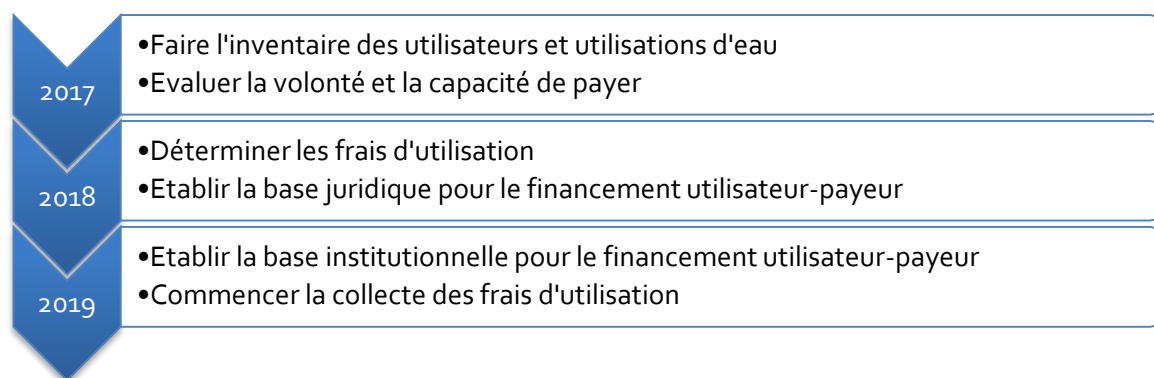 2017
•Faire l'inventaire des utilisateurs et utilisations d'eau
•Evaluer la volonté et la capacité de payer
2018
•Déterminer les frais d'utilisation
•Etablir la base juridique pour le financement utilisateur-payeur
2019
•Etablir la base institutionnelle pour le financement utilisateur-payeur
•Commencer la collecte des frais d'utilisation